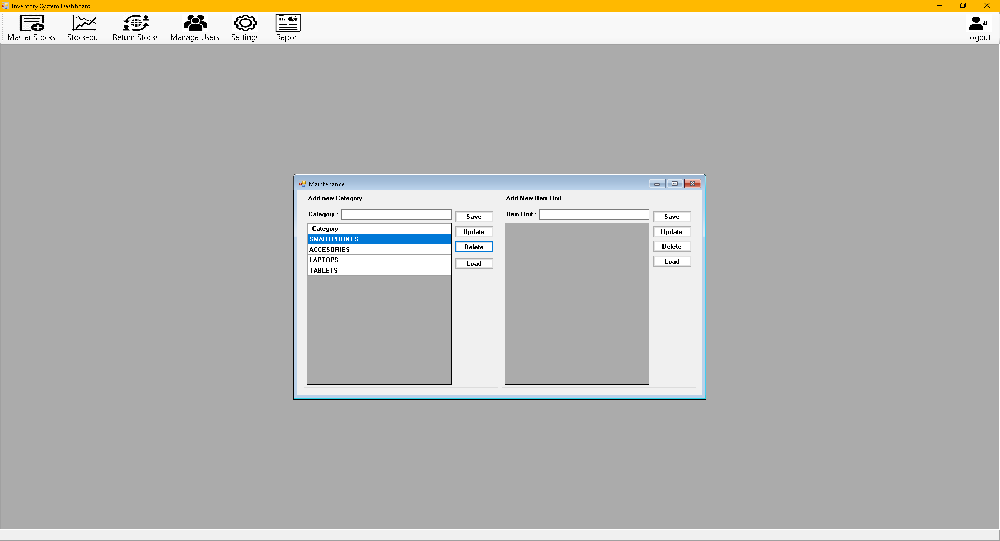 Inventory System Dashboard
Master Stocks
Stock-out
Return Stocks
Manage Users
Settings
Report
Logout
Maintenance
Add new Category
Category :
Save
Category
Update
SMARTPHONES
Delete
ACCESORIES
LAPTOPS
Load
TABLETS
Add New Item Unit
Item Unit :
Save
Update
Delete
Load